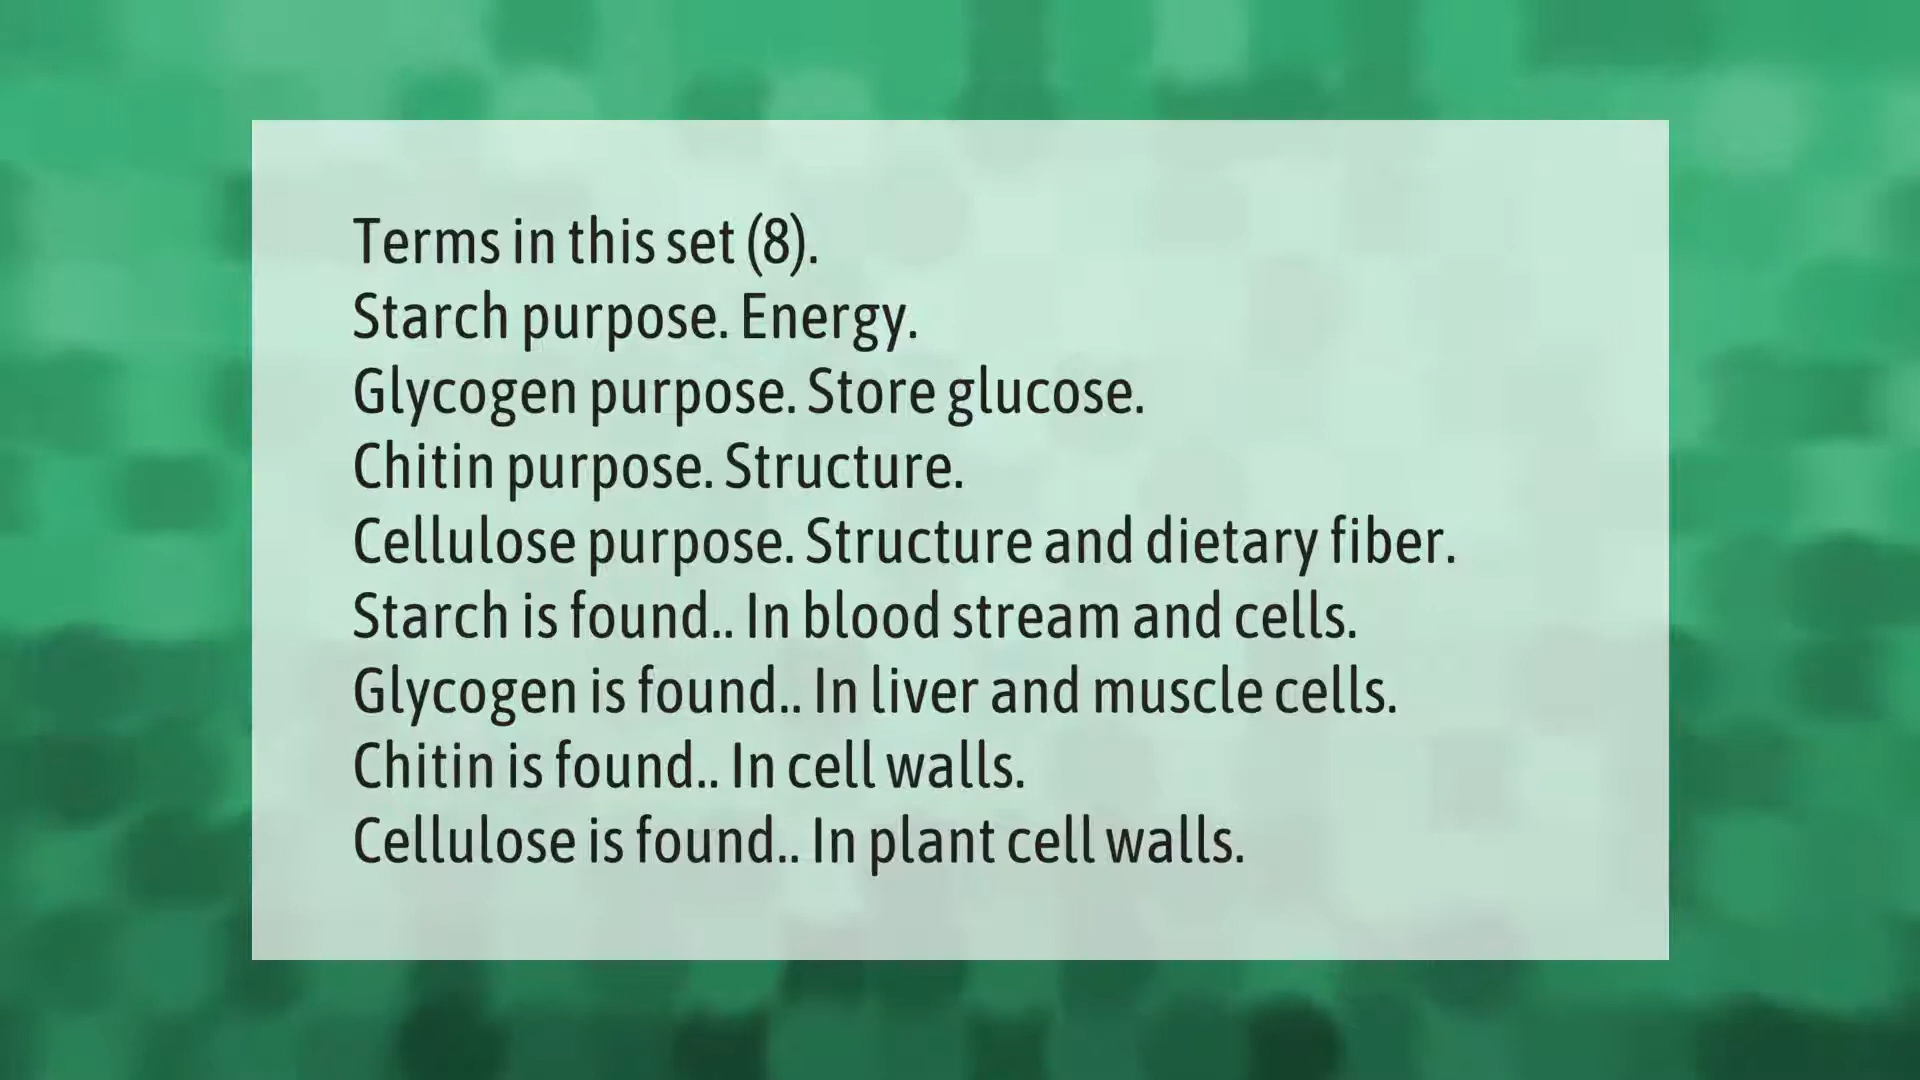 Terms in this set (8).
Starch purpose. Energy.
Glycogen purpose. Store glucose.
Chitin purpose. Structure.
Cellulose purpose. Structure and dietary fiber.
Starch is found.. In blood stream and cells.
Glycogen is found.. In liver and muscle cells.
Chitin is found.. In cell walls.
Cellulose is found.. In plant cell walls.